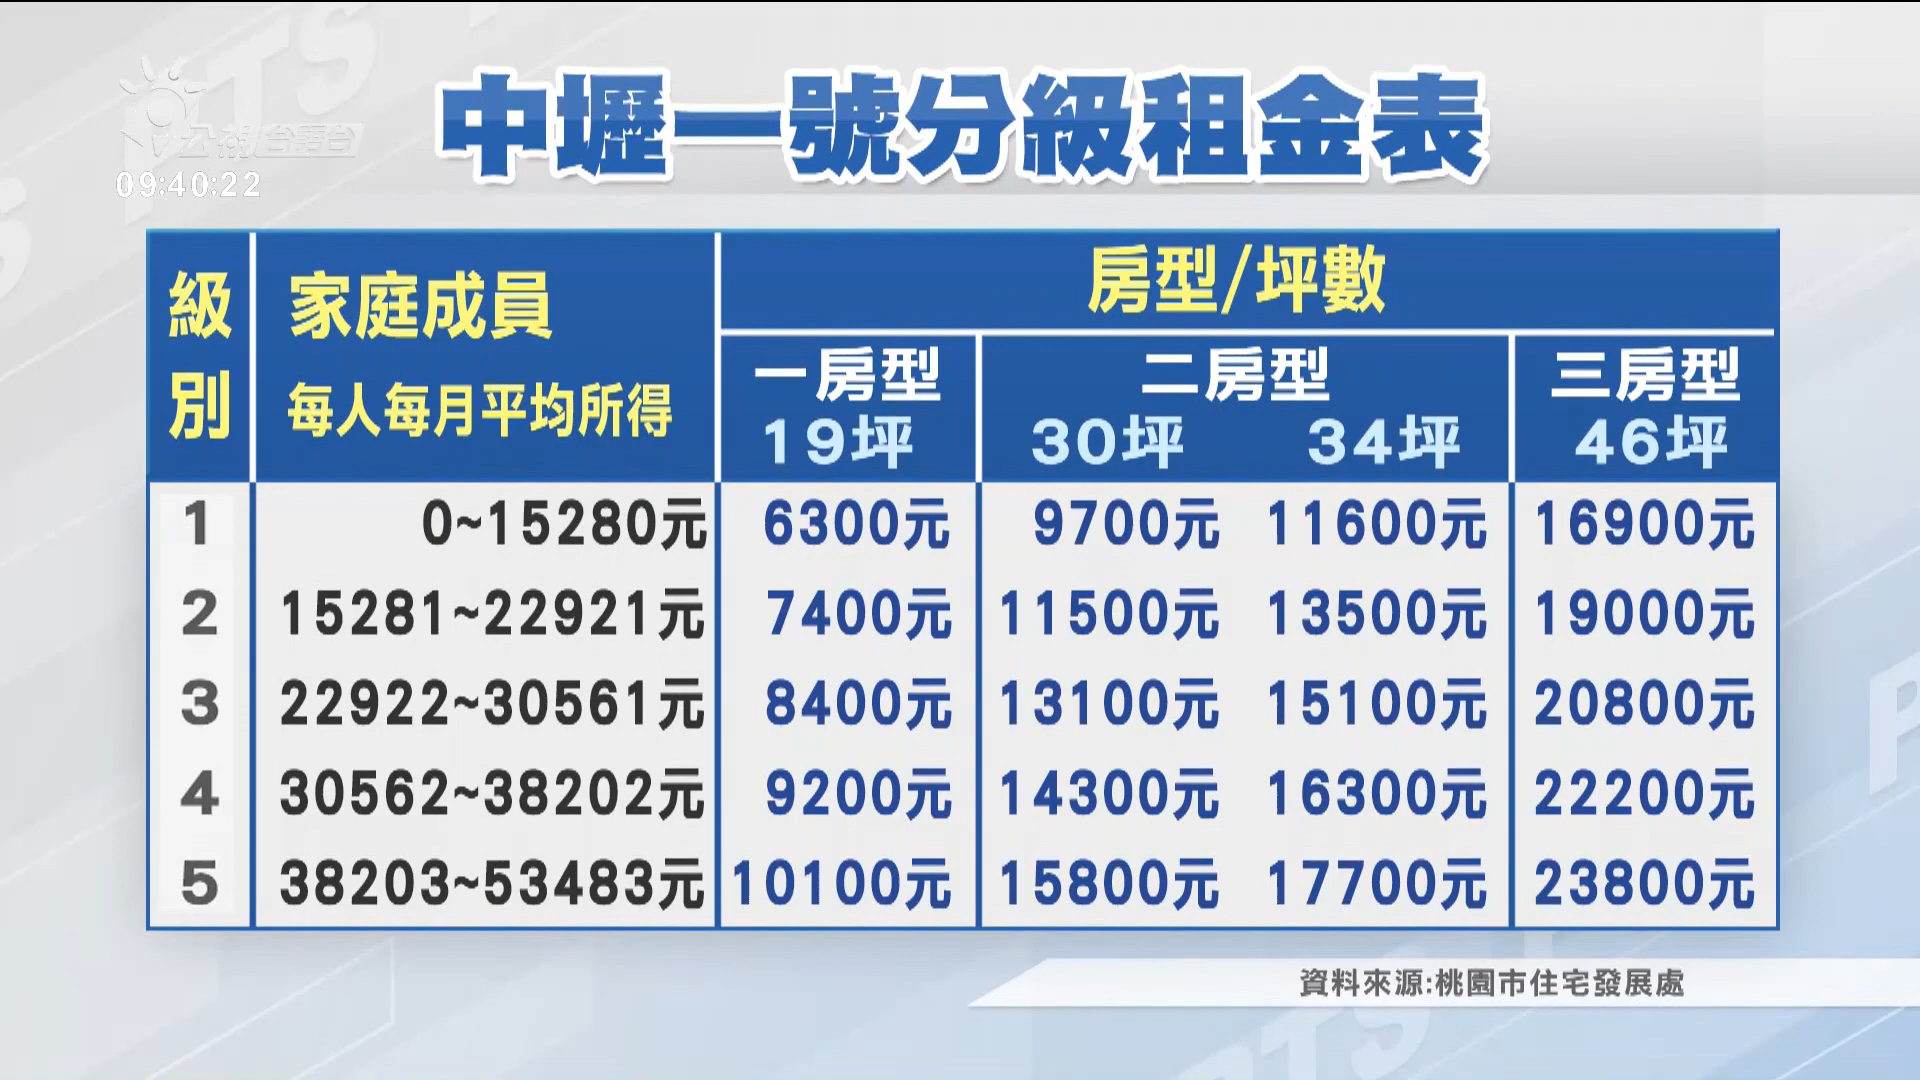 中壢一號分級租金表
公視台語台
09:40:22
級別 家庭成員 每人每月平均所得 房型/坪數
一房型 二房型 三房型
19坪 30坪 34坪 46坪
1 0~15280元 6300元 9700元 11600元 16900元
2 15281~22921元 7400元 11500元 13500元 19000元
3 22922~30561元 8400元 13100元 15100元 20800元
4 30562~38202元 9200元 14300元 16300元 22200元
5 38203~53483元 10100元 15800元 17700元 23800元
資料來源:桃園市住宅發展處
PTS